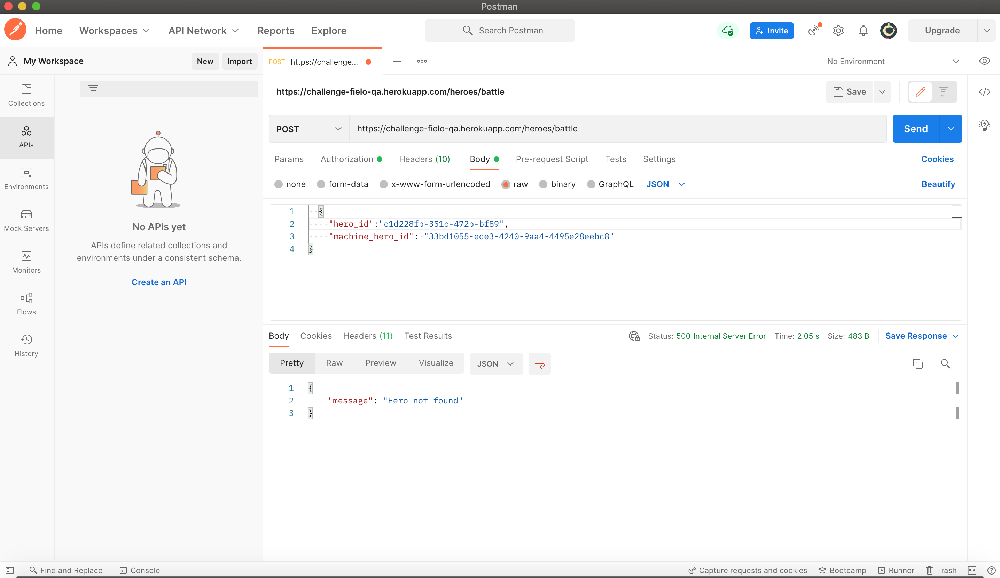 Postman
Home Workspaces API Network Reports Explore Search Postman Invite Upgrade
My Workspace New Import POST https://challenge... No Environment
Collections
APIs
Environments
Mock Servers
Monitors
Flows
History
No APIs yet
APIs define related collections and
environments under a consistent schema.
Create an API
https://challenge-fielo-qa.herokuapp.com/heroes/battle Save
POST https://challenge-fielo-qa.herokuapp.com/heroes/battle Send
Params Authorization Headers (10) Body Pre-request Script Tests Settings Cookies
none form-data x-www-form-urlencoded raw binary GraphQL JSON Beautify
1 {
2 "hero_id":"c1d228fb-351c-472b-bf89",
3 "machine_hero_id": "33bd1055-ede3-4240-9aa4-4495e28eebc8"
4 }
Body Cookies Headers (11) Test Results Status: 500 Internal Server Error Time: 2.05 s Size: 483 B Save Response
Pretty Raw Preview Visualize JSON
1 {
2 "message": "Hero not found"
3 }
Find and Replace Console Capture requests and cookies Bootcamp Runner Trash